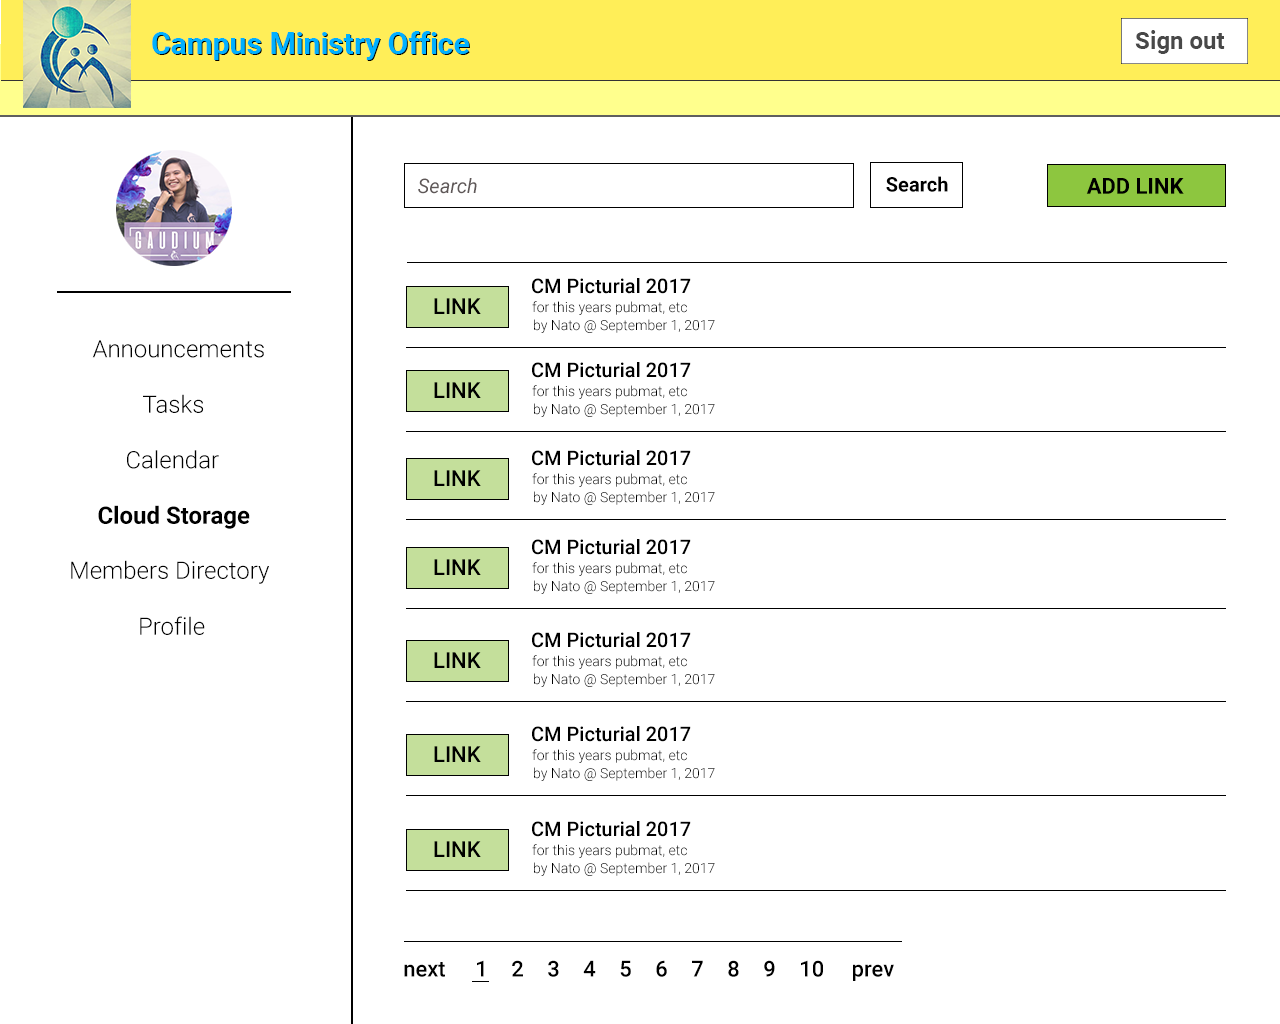 Campus Ministry Office
Sign out
GAUDIUM
Announcements
Tasks
Calendar
Cloud Storage
Members Directory
Profile
Search
Search
ADD LINK
LINK
CM Picturial 2017
for this years pubmat, etc
by Nato @ September 1, 2017
LINK
CM Picturial 2017
for this years pubmat, etc
by Nato @ September 1, 2017
LINK
CM Picturial 2017
for this years pubmat, etc
by Nato @ September 1, 2017
LINK
CM Picturial 2017
for this years pubmat, etc
by Nato @ September 1, 2017
LINK
CM Picturial 2017
for this years pubmat, etc
by Nato @ September 1, 2017
LINK
CM Picturial 2017
for this years pubmat, etc
by Nato @ September 1, 2017
LINK
CM Picturial 2017
for this years pubmat, etc
by Nato @ September 1, 2017
next 1 2 3 4 5 6 7 8 9 10 prev